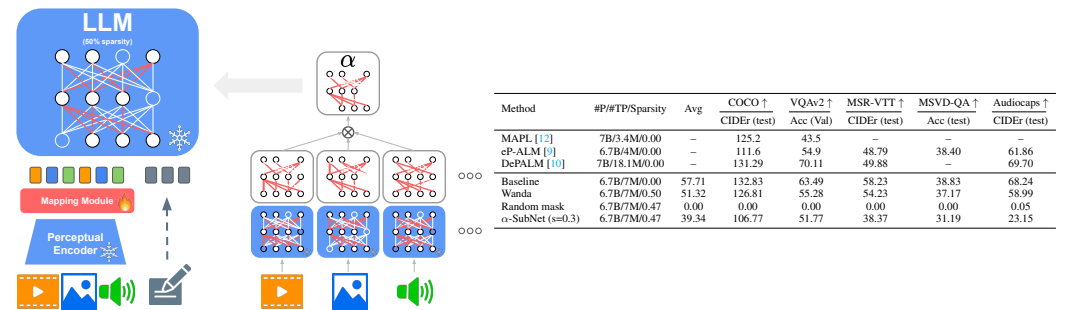 LLM
(50% sparsity)
Mapping Module
Perceptual
Encoder
α
Method #P/#TP/Sparsity Avg COCO ↑ VQAv2 ↑ MSR-VTT ↑ MSVD-QA ↑ Audiocaps ↑
CIDEr (test) Acc (Val) CIDEr (test) Acc (test) CIDEr (test)
MAPL [12] 7B/3.4M/0.00 – 125.2 43.5 – – –
eP-ALM [9] 6.7B/4M/0.00 – 111.6 54.9 48.79 38.40 61.86
DePALM [10] 7B/18.1M/0.00 – 131.29 70.11 49.88 – 69.70
Baseline 6.7B/7M/0.00 57.71 132.83 63.49 58.23 38.83 68.24
Wanda 6.7B/7M/0.50 51.32 126.81 55.28 54.23 37.17 58.99
Random mask 6.7B/7M/0.47 0.00 0.00 0.00 0.00 0.00 0.05
α-SubNet (s=0.3) 6.7B/7M/0.47 39.34 106.77 51.77 38.37 31.19 23.15